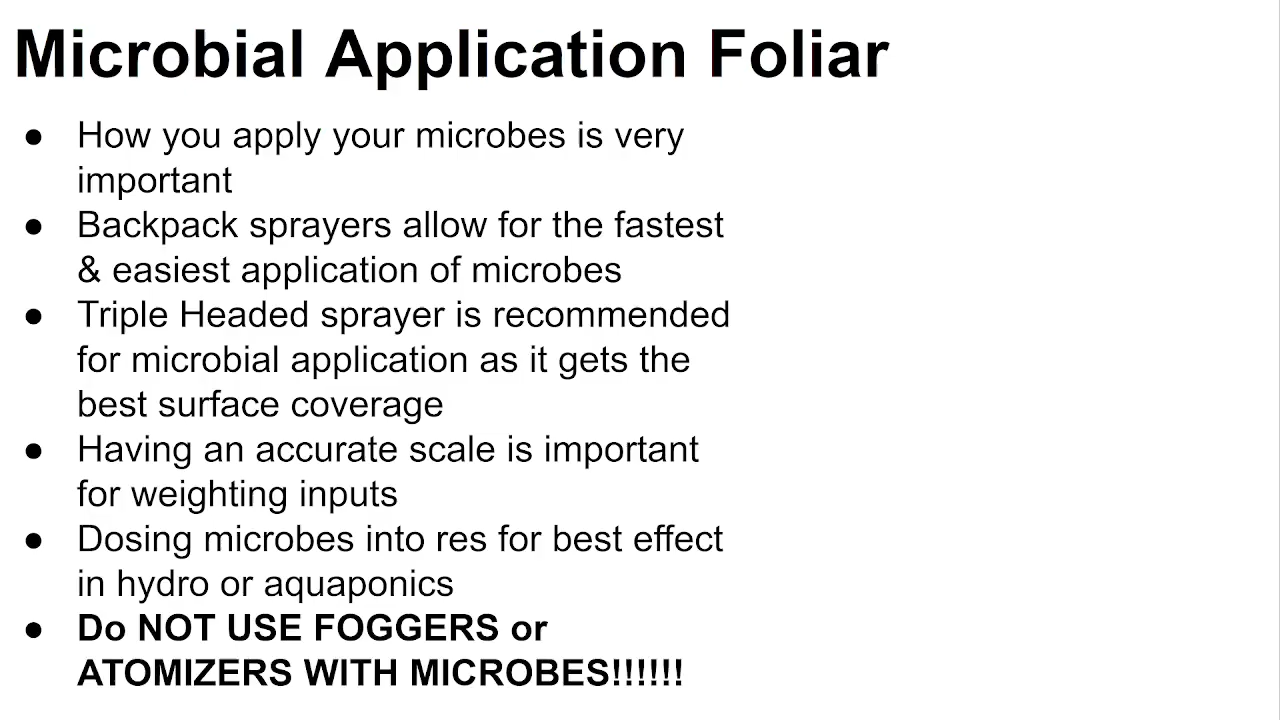 Microbial Application Foliar
● How you apply your microbes is very
important
● Backpack sprayers allow for the fastest
& easiest application of microbes
● Triple Headed sprayer is recommended
for microbial application as it gets the
best surface coverage
● Having an accurate scale is important
for weighting inputs
● Dosing microbes into res for best effect
in hydro or aquaponics
● Do NOT USE FOGGERS or
ATOMIZERS WITH MICROBES!!!!!!